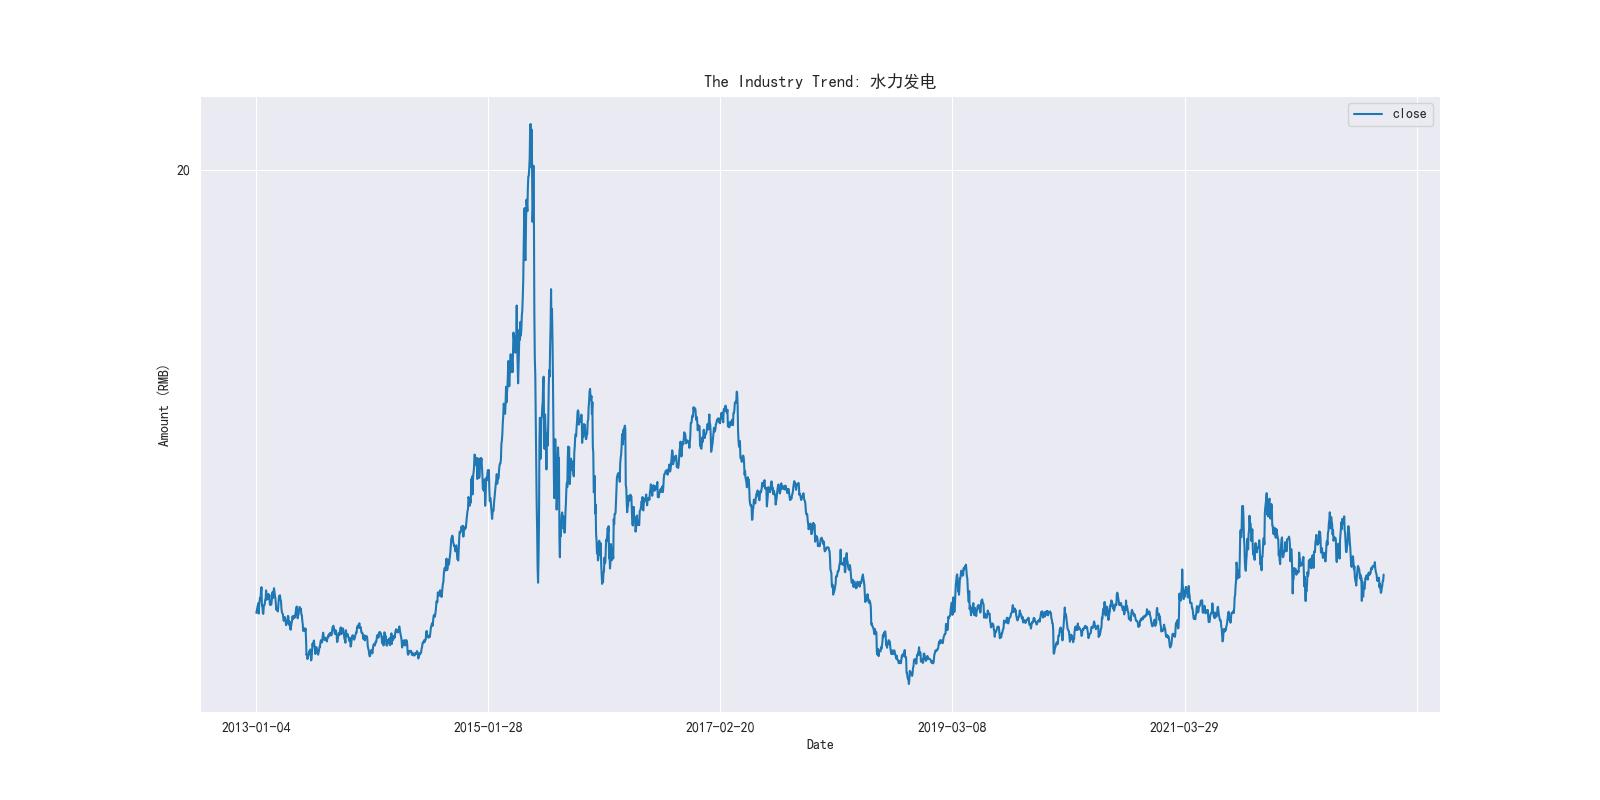 The Industry Trend: 水力发电
close
20
Amount (RMB)
2013-01-04
2015-01-28
2017-02-20
2019-03-08
2021-03-29
Date